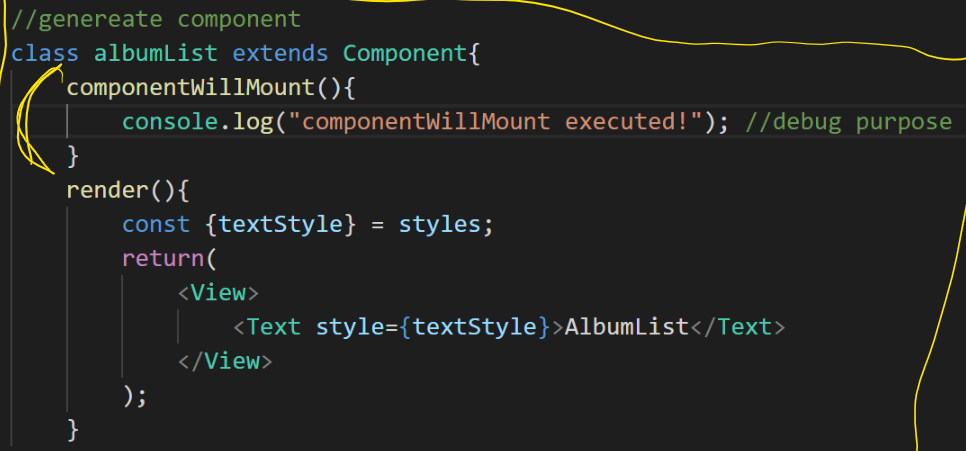 //genereate component
class albumList extends Component{
componentWillMount(){
console.log("componentWillMount executed!"); //debug purpose
}
render(){
const {textStyle} = styles;
return(
<View>
<Text style={textStyle}>AlbumList</Text>
</View>
);
}